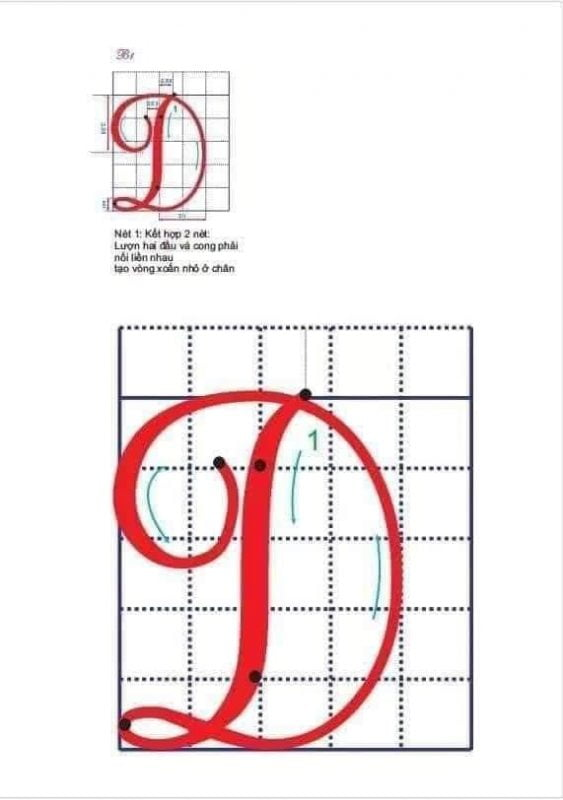 B1
1
Nét 1: Kết hợp 2 nét:
Lượn hai đầu và cong phải
nối liền nhau
tạo vòng xoắn nhỏ ở chân
D
1